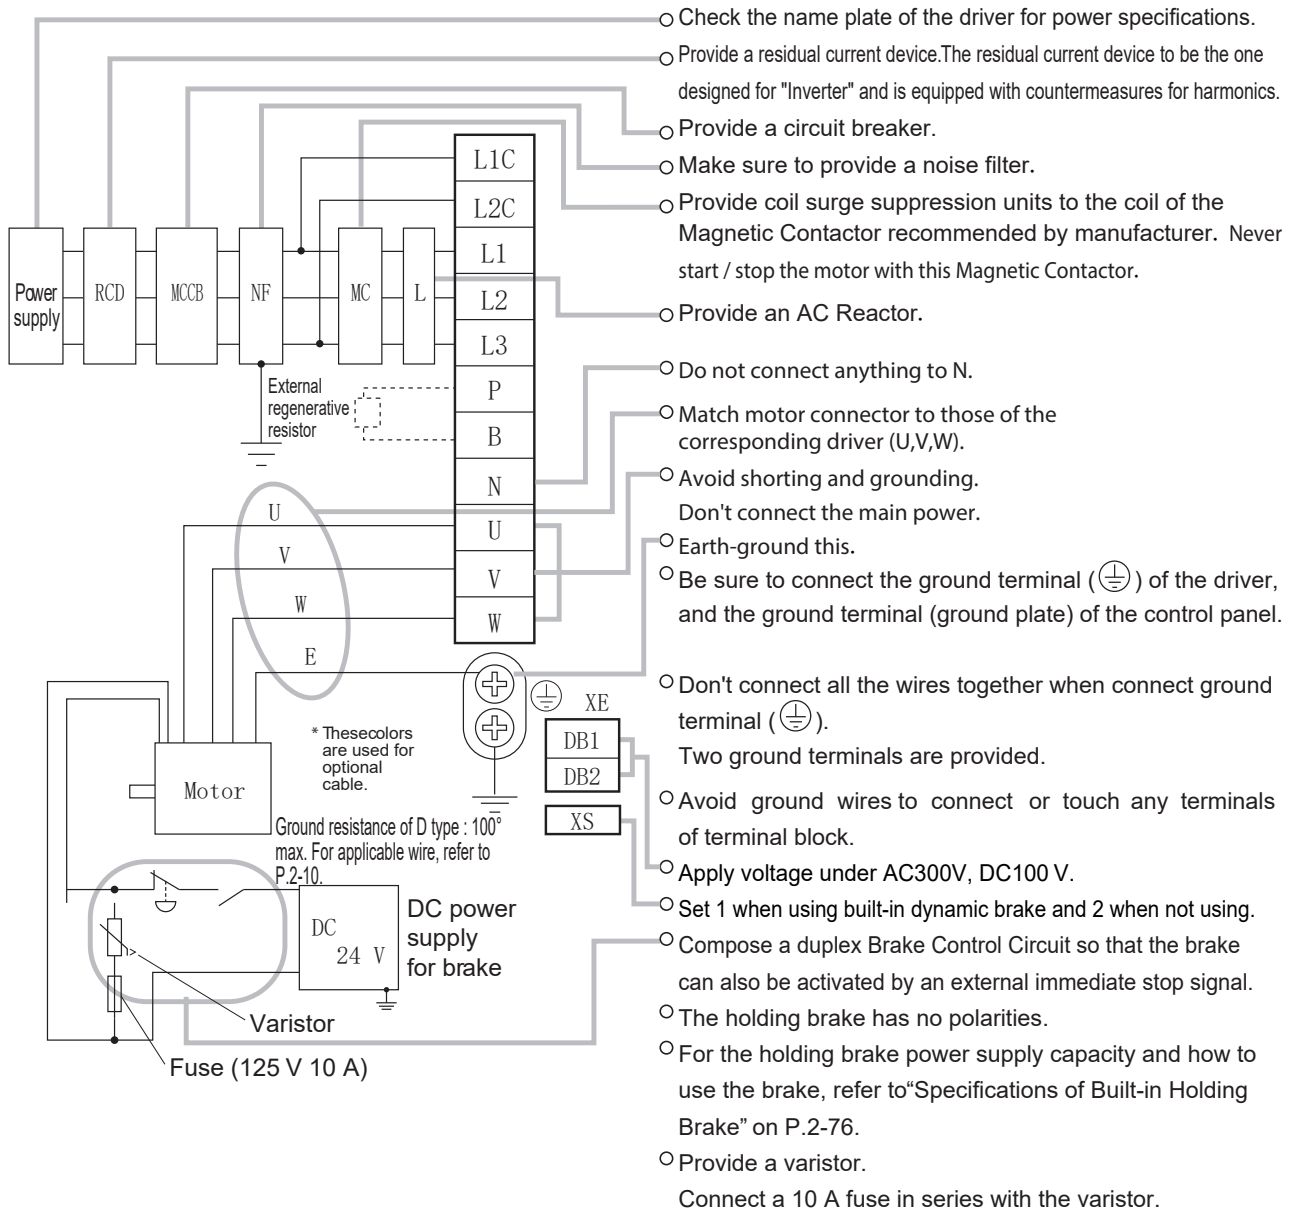 Check the name plate of the driver for power specifications.
Provide a residual current device.The residual current device to be the one
designed for "Inverter" and is equipped with countermeasures for harmonics.
Provide a circuit breaker.
Make sure to provide a noise filter.
Provide coil surge suppression units to the coil of the
Magnetic Contactor recommended by manufacturer. Never
start / stop the motor with this Magnetic Contactor.
Provide an AC Reactor.
Do not connect anything to N.
Match motor connector to those of the
corresponding driver (U,V,W).
Avoid shorting and grounding.
Don't connect the main power.
Earth-ground this.
Be sure to connect the ground terminal ( ) of the driver,
and the ground terminal (ground plate) of the control panel.
Don't connect all the wires together when connect ground
terminal ( ).
Two ground terminals are provided.
Avoid ground wires to connect or touch any terminals
of terminal block.
Apply voltage under AC300V, DC100 V.
Set 1 when using built-in dynamic brake and 2 when not using.
Compose a duplex Brake Control Circuit so that the brake
can also be activated by an external immediate stop signal.
The holding brake has no polarities.
For the holding brake power supply capacity and how to
use the brake, refer to“Specifications of Built-in Holding
Brake” on P.2-76.
Provide a varistor.
Connect a 10 A fuse in series with the varistor.
Power
supply
RCD
MCCB
NF
MC
L
L1C
L2C
L1
L2
L3
P
B
N
U
V
W
External
regenerative
resistor
U
V
W
E
* Thesecolors
are used for
optional
cable.
XE
DB1
DB2
XS
Motor
Ground resistance of D type : 100°
max. For applicable wire, refer to
P.2-10.
DC
24 V
DC power
supply
for brake
Varistor
Fuse (125 V 10 A)